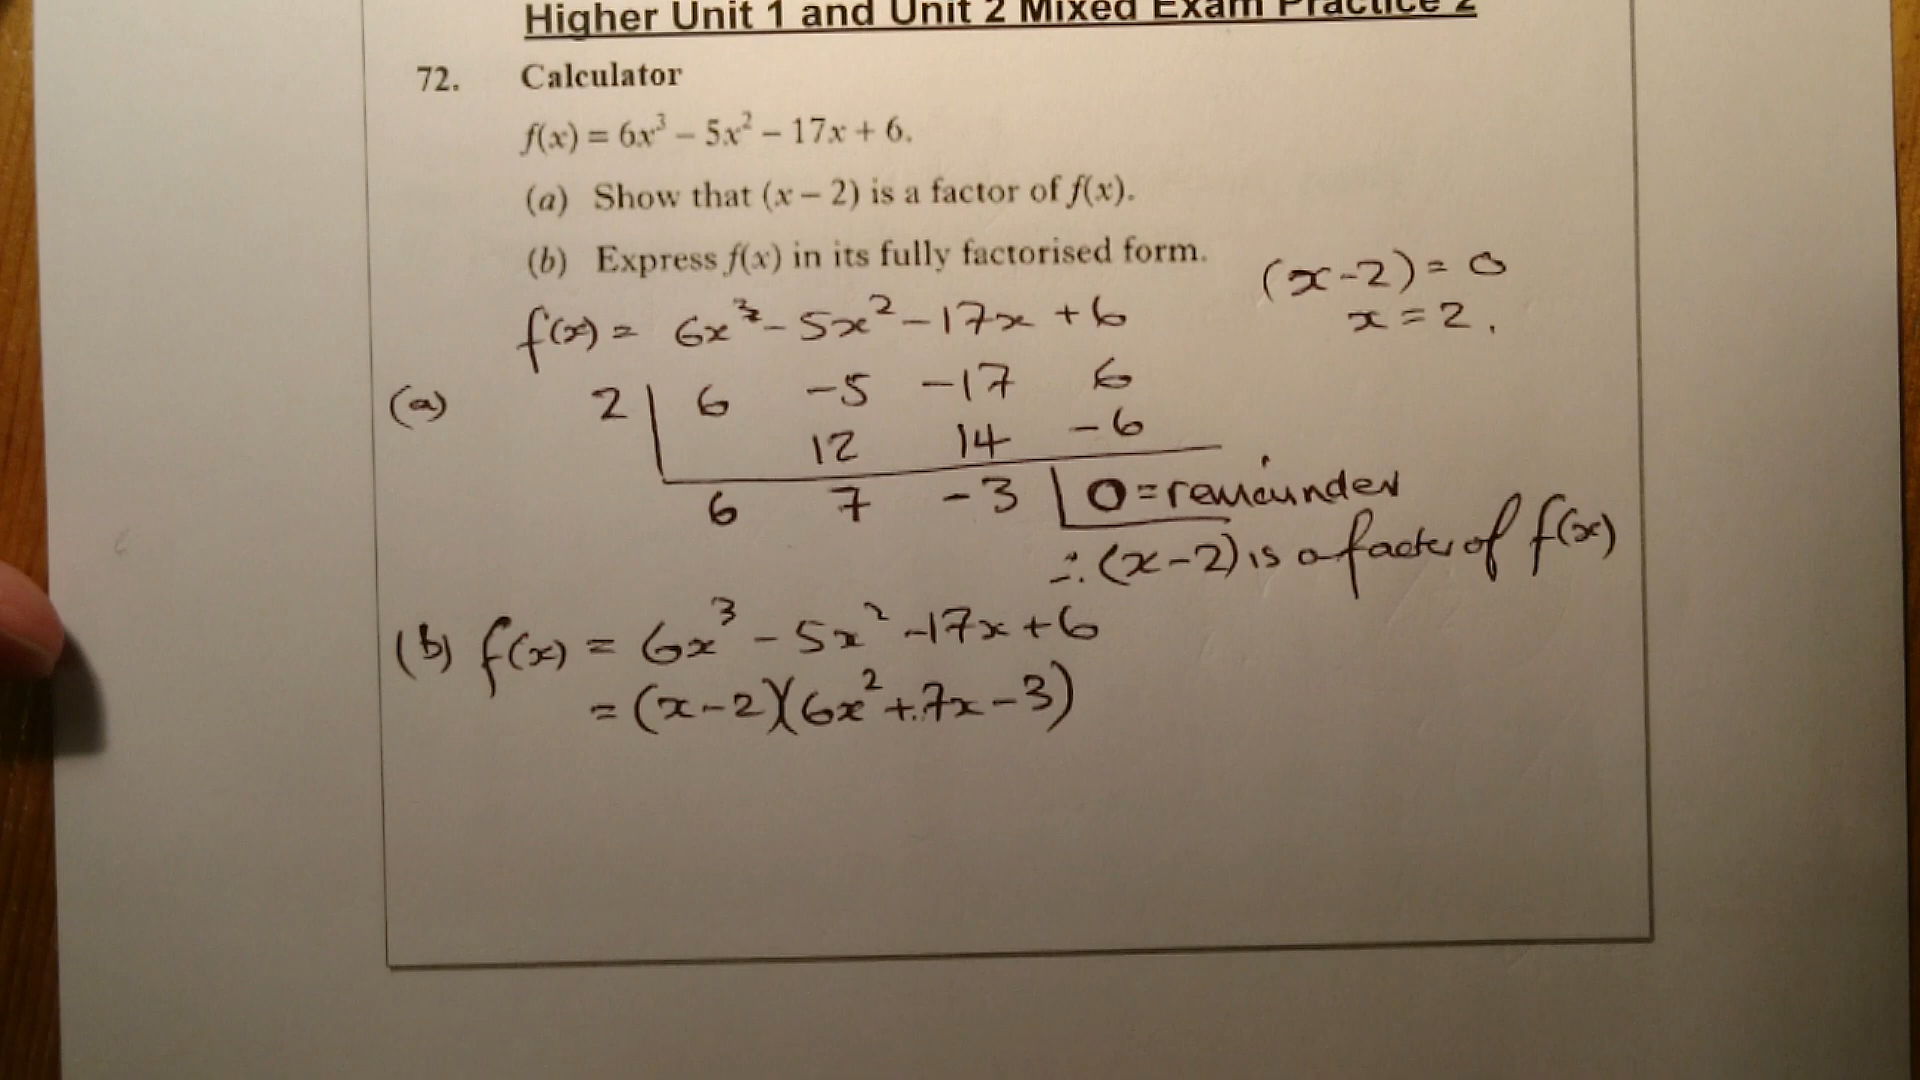 Higher Unit 1 and Unit 2 Mixed Exam Practice 2
72. Calculator
f(x) = 6x³ – 5x² – 17x + 6.
(a) Show that (x – 2) is a factor of f(x).
(b) Express f(x) in its fully factorised form.
(x-2) = 0
x = 2.
f(x) = 6x³ - 5x² - 17x + 6
(a) 2 | 6 -5 -17 6
12 14 -6
6 7 -3 | 0 = remainder
∴ (x-2) is a factor of f(x)
(b) f(x) = 6x³ - 5x² - 17x + 6
= (x-2)(6x² + 7x - 3)